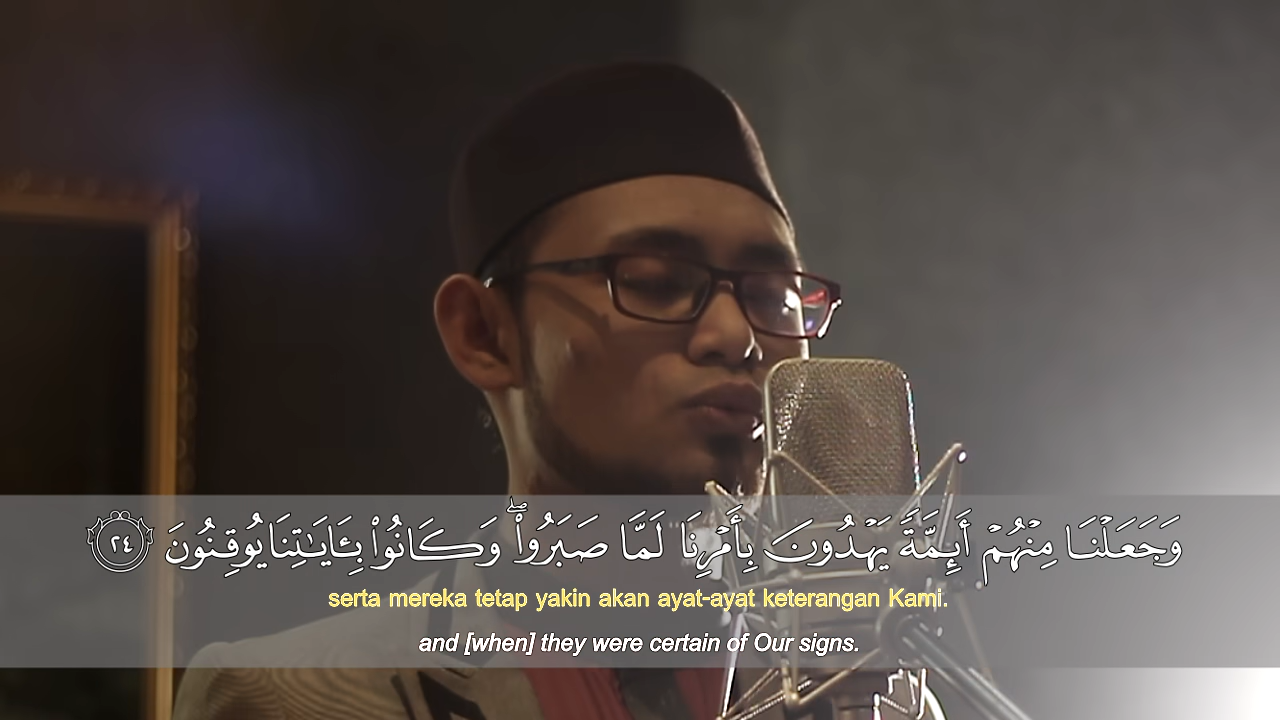 وَجَعَلْنَا مِنْهُمْ أَئِمَّةً يَهْدُونَ بِأَمْرِنَا لَمَّا صَبَرُوا۟ ۖ وَكَانُوا۟ بِـَٔايَـٰتِنَا يُوقِنُونَ ٢٤
serta mereka tetap yakin akan ayat-ayat keterangan Kami.
and [when] they were certain of Our signs.